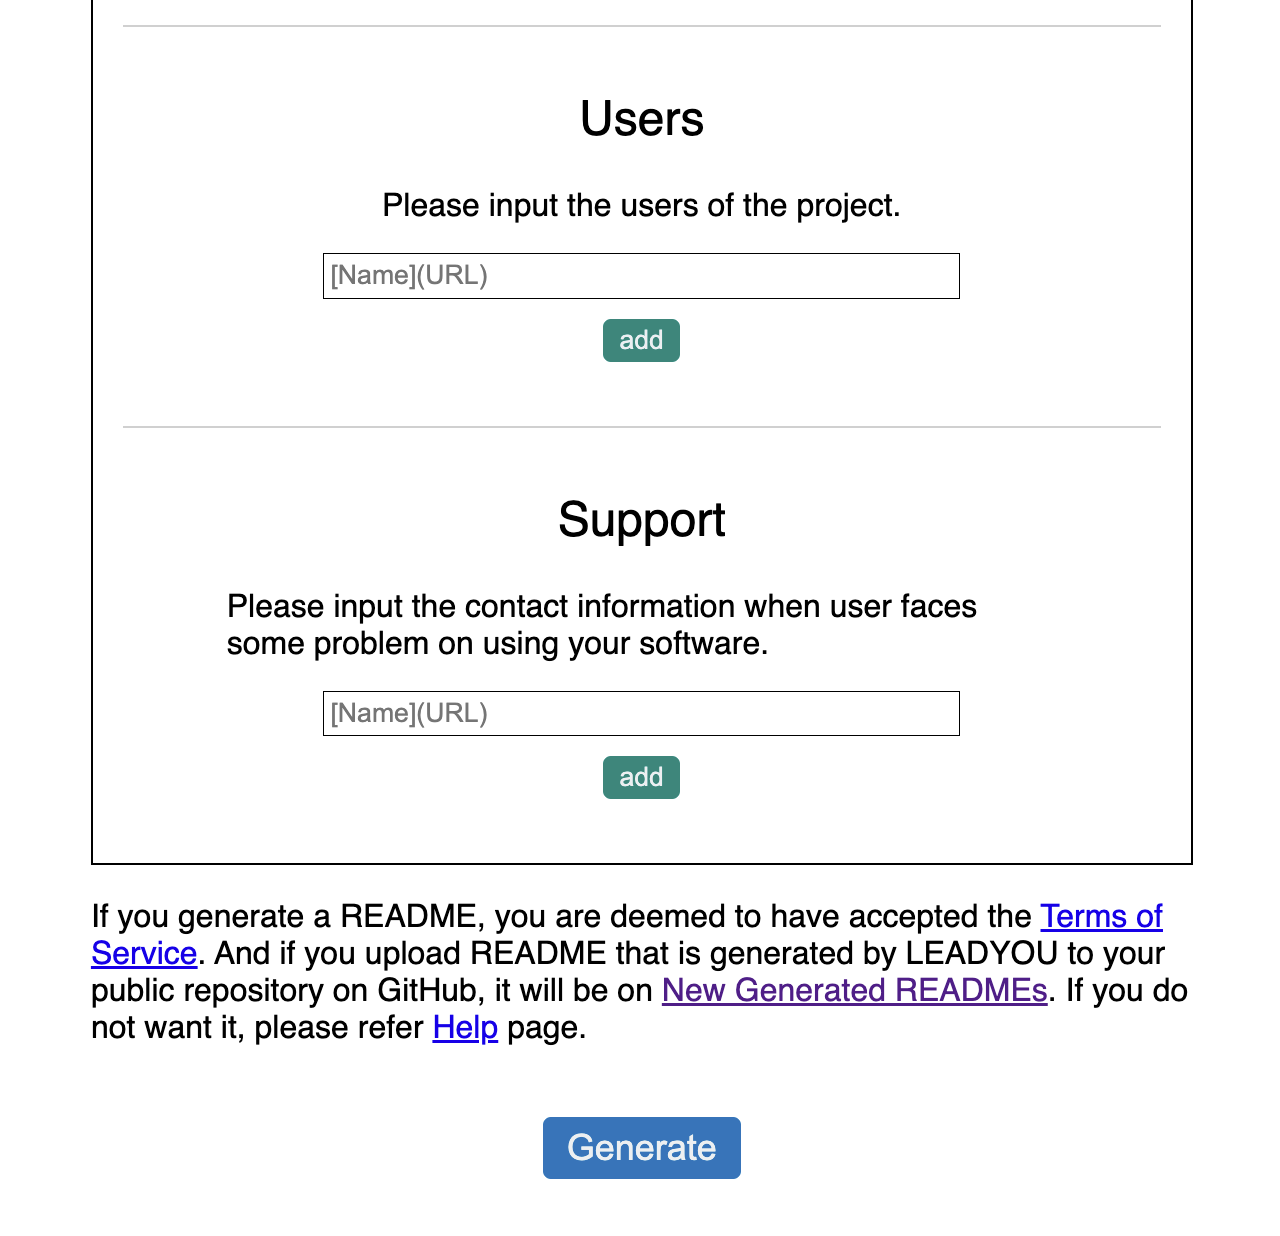 Users
Please input the users of the project.
[Name](URL)
add
Support
Please input the contact information when user faces
some problem on using your software.
[Name](URL)
add
If you generate a README, you are deemed to have accepted the Terms of
Service. And if you upload README that is generated by LEADYOU to your
public repository on GitHub, it will be on New Generated READMEs. If you do
not want it, please refer Help page.
Generate